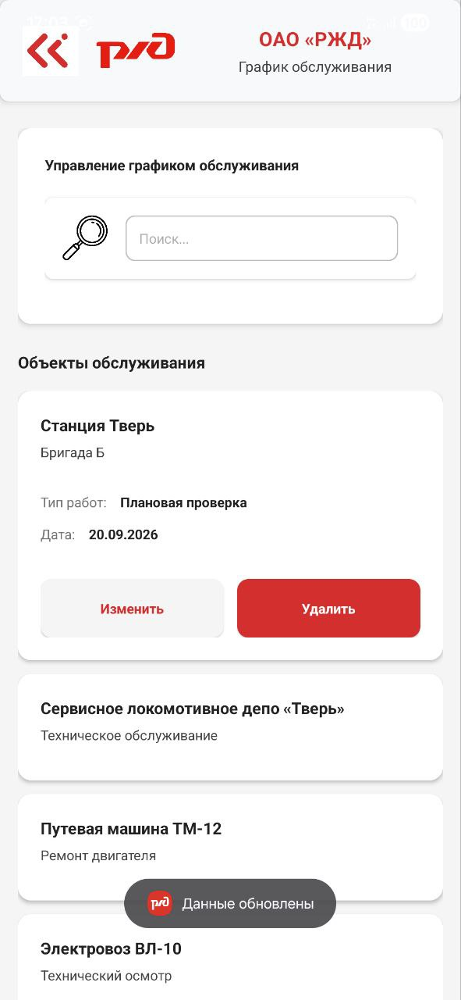 17:03
100
РЖД
ОАО «РЖД»
График обслуживания
Управление графиком обслуживания
Поиск...
Объекты обслуживания
Станция Тверь
Бригада Б
Тип работ: Плановая проверка
Дата: 20.09.2026
Изменить
Удалить
Сервисное локомотивное депо «Тверь»
Техническое обслуживание
Путевая машина ТМ-12
Ремонт двигателя
РЖД
Данные обновлены
Электровоз ВЛ-10
Технический осмотр